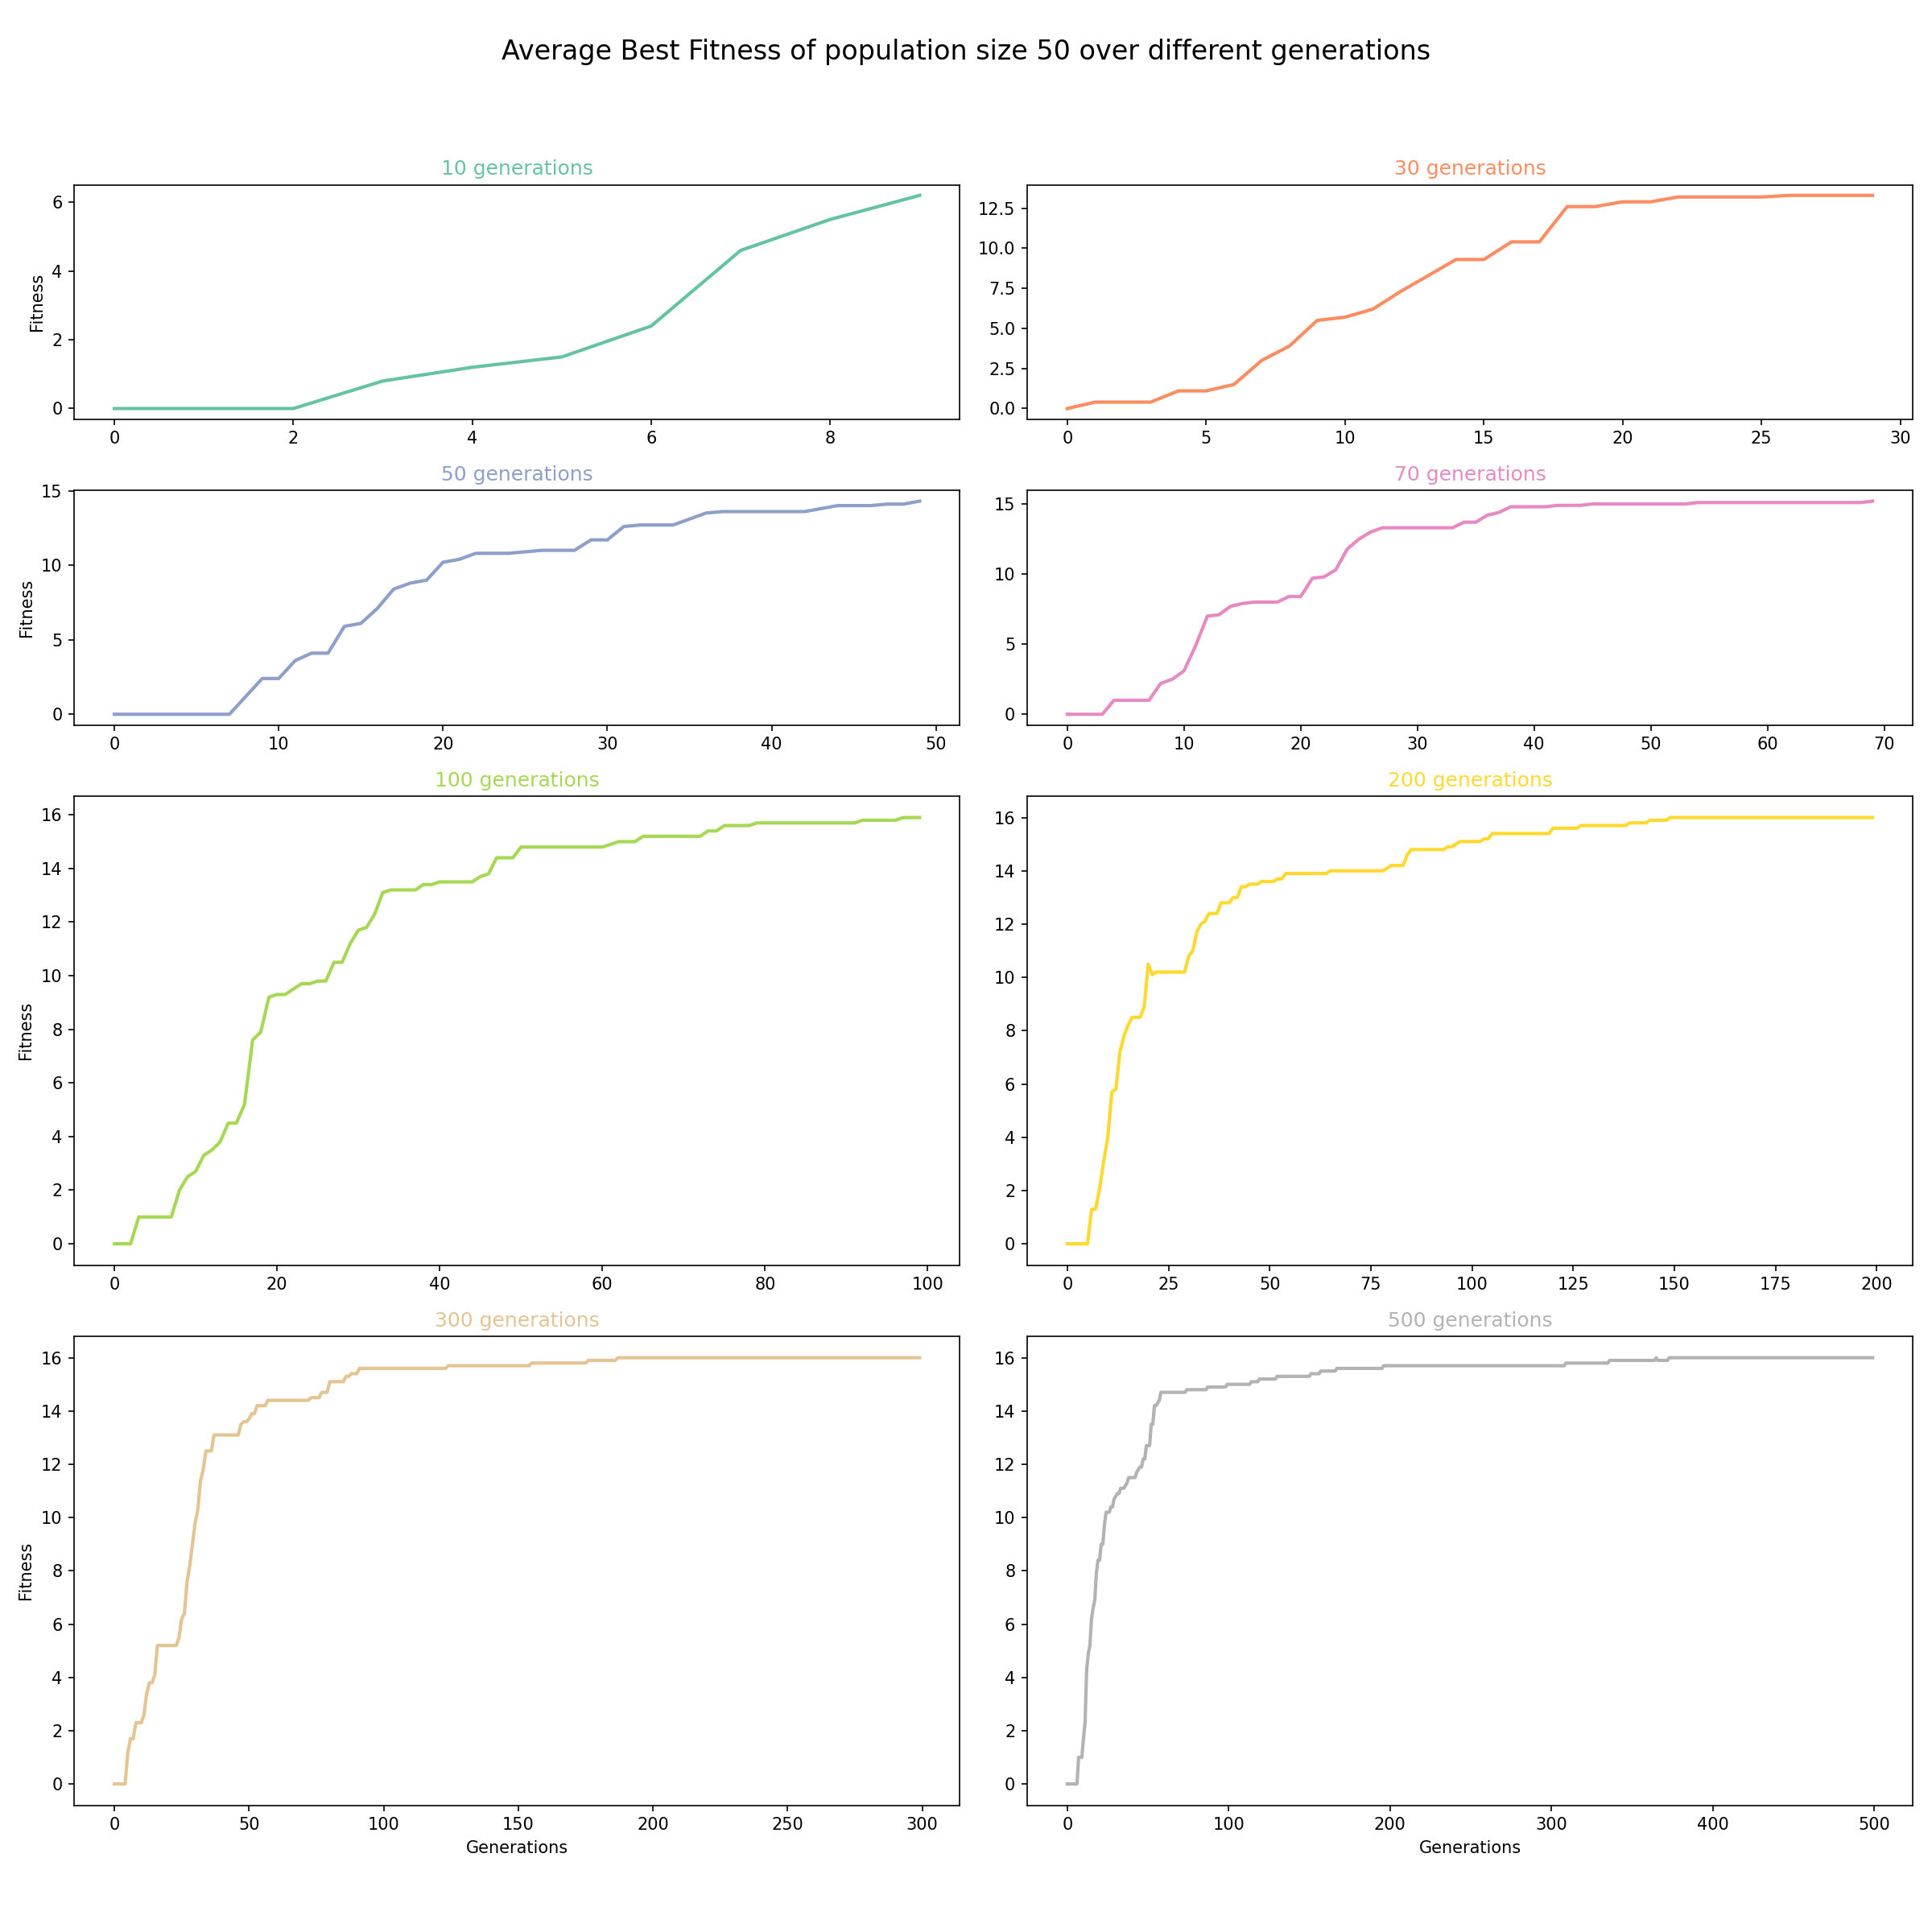 Average Best Fitness of population size 50 over different generations
10 generations
Fitness
6
4
2
0
0 2 4 6 8
30 generations
12.5
10.0
7.5
5.0
2.5
0.0
0 5 10 15 20 25 30
50 generations
Fitness
15
10
5
0
0 10 20 30 40 50
70 generations
15
10
5
0
0 10 20 30 40 50 60 70
100 generations
Fitness
16
14
12
10
8
6
4
2
0
0 20 40 60 80 100
200 generations
16
14
12
10
8
6
4
2
0
0 25 50 75 100 125 150 175 200
300 generations
Fitness
16
14
12
10
8
6
4
2
0
0 50 100 150 200 250 300
Generations
500 generations
16
14
12
10
8
6
4
2
0
0 100 200 300 400 500
Generations